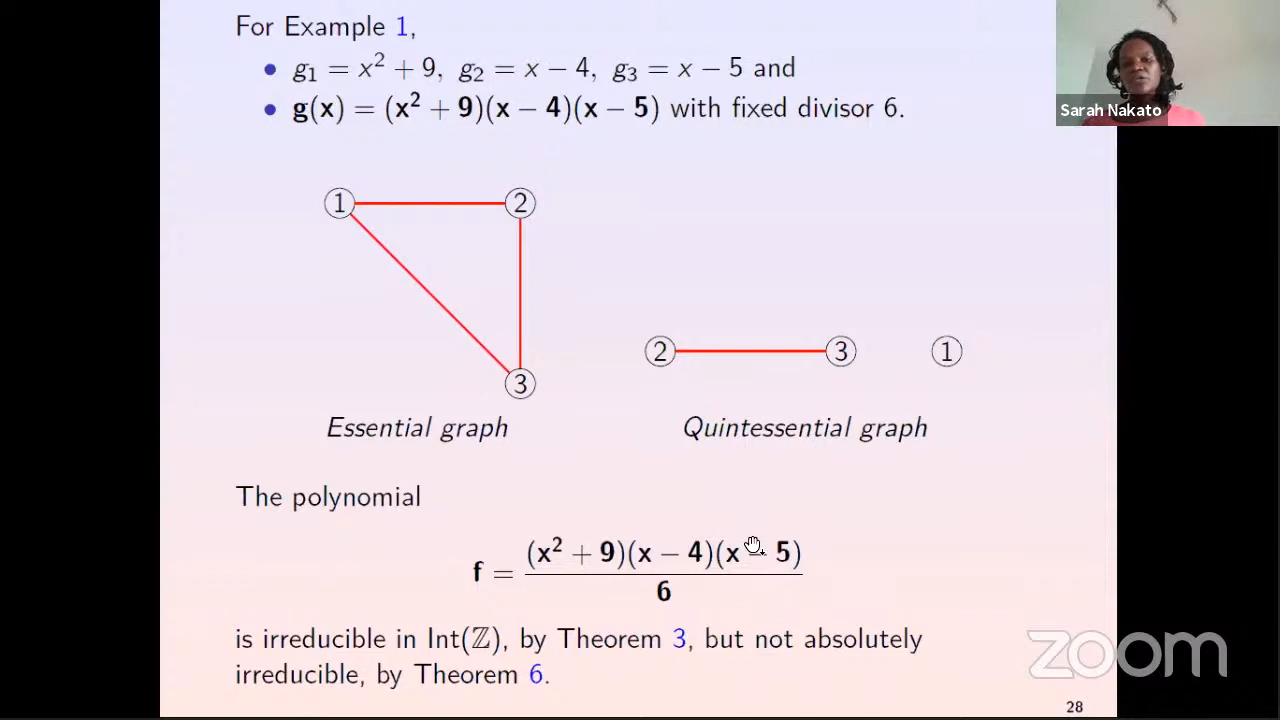 For Example 1,
• g₁ = x² + 9, g₂ = x − 4, g₃ = x − 5 and
• g(x) = (x² + 9)(x − 4)(x − 5) with fixed divisor 6.
Sarah Nakato
1 2
3
2 3 1
Essential graph
Quintessential graph
The polynomial
f = (x² + 9)(x − 4)(x − 5)
6
is irreducible in Int(ℤ), by Theorem 3, but not absolutely
irreducible, by Theorem 6.
zoom
28